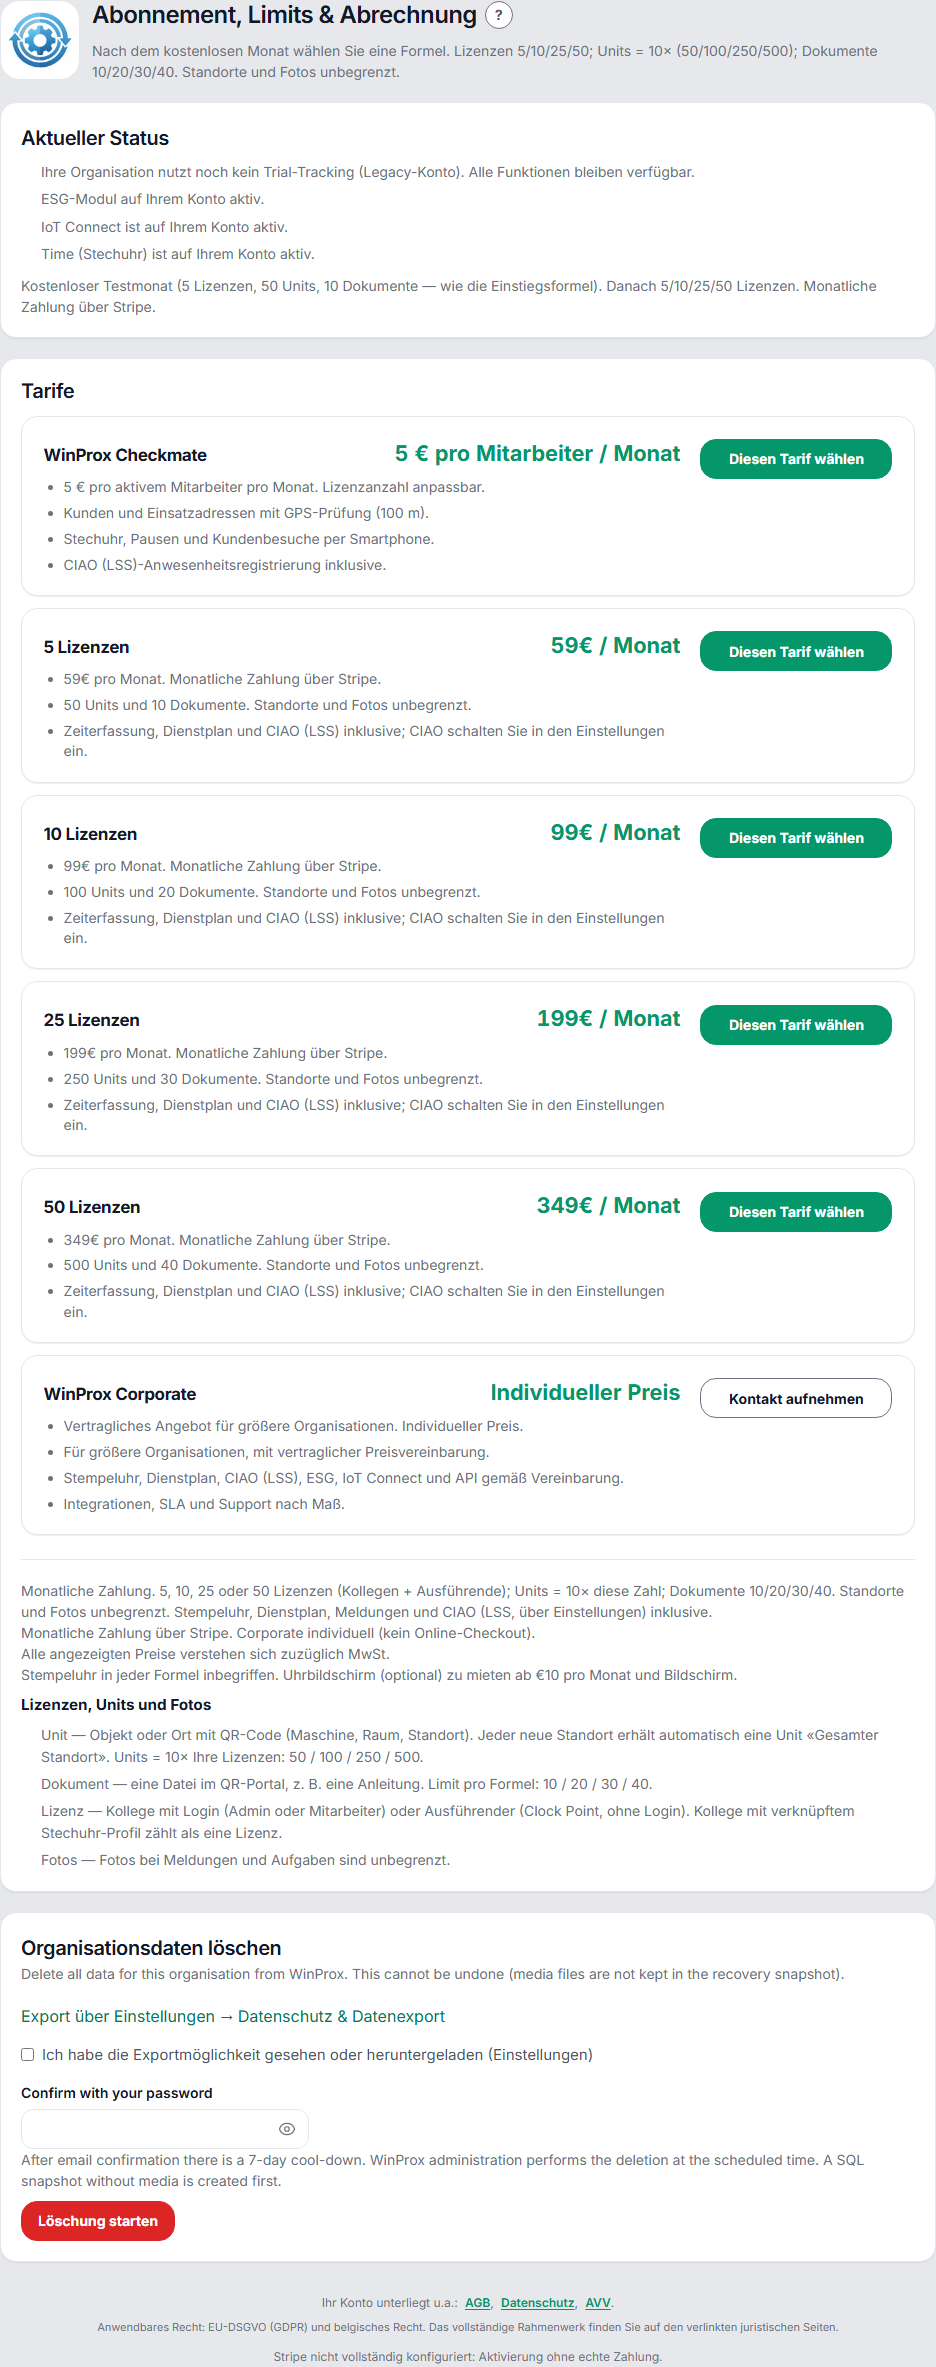 Abonnement, Limits & Abrechnung ?
Nach dem kostenlosen Monat wählen Sie eine Formel. Lizenzen 5/10/25/50; Units = 10× (50/100/250/500); Dokumente
10/20/30/40. Standorte und Fotos unbegrenzt.
Aktueller Status
Ihre Organisation nutzt noch kein Trial-Tracking (Legacy-Konto). Alle Funktionen bleiben verfügbar.
ESG-Modul auf Ihrem Konto aktiv.
IoT Connect ist auf Ihrem Konto aktiv.
Time (Stechuhr) ist auf Ihrem Konto aktiv.
Kostenloser Testmonat (5 Lizenzen, 50 Units, 10 Dokumente — wie die Einstiegsformel). Danach 5/10/25/50 Lizenzen. Monatliche
Zahlung über Stripe.
Tarife
WinProx Checkmate 5 € pro Mitarbeiter / Monat Diesen Tarif wählen
• 5 € pro aktivem Mitarbeiter pro Monat. Lizenzanzahl anpassbar.
• Kunden und Einsatzadressen mit GPS-Prüfung (100 m).
• Stechuhr, Pausen und Kundenbesuche per Smartphone.
• CIAO (LSS)-Anwesenheitsregistrierung inklusive.
5 Lizenzen 59€ / Monat Diesen Tarif wählen
• 59€ pro Monat. Monatliche Zahlung über Stripe.
• 50 Units und 10 Dokumente. Standorte und Fotos unbegrenzt.
• Zeiterfassung, Dienstplan und CIAO (LSS) inklusive; CIAO schalten Sie in den Einstellungen
ein.
10 Lizenzen 99€ / Monat Diesen Tarif wählen
• 99€ pro Monat. Monatliche Zahlung über Stripe.
• 100 Units und 20 Dokumente. Standorte und Fotos unbegrenzt.
• Zeiterfassung, Dienstplan und CIAO (LSS) inklusive; CIAO schalten Sie in den Einstellungen
ein.
25 Lizenzen 199€ / Monat Diesen Tarif wählen
• 199€ pro Monat. Monatliche Zahlung über Stripe.
• 250 Units und 30 Dokumente. Standorte und Fotos unbegrenzt.
• Zeiterfassung, Dienstplan und CIAO (LSS) inklusive; CIAO schalten Sie in den Einstellungen
ein.
50 Lizenzen 349€ / Monat Diesen Tarif wählen
• 349€ pro Monat. Monatliche Zahlung über Stripe.
• 500 Units und 40 Dokumente. Standorte und Fotos unbegrenzt.
• Zeiterfassung, Dienstplan und CIAO (LSS) inklusive; CIAO schalten Sie in den Einstellungen
ein.
WinProx Corporate Individueller Preis Kontakt aufnehmen
• Vertragliches Angebot für größere Organisationen. Individueller Preis.
• Für größere Organisationen, mit vertraglicher Preisvereinbarung.
• Stempeluhr, Dienstplan, CIAO (LSS), ESG, IoT Connect und API gemäß Vereinbarung.
• Integrationen, SLA und Support nach Maß.
Monatliche Zahlung. 5, 10, 25 oder 50 Lizenzen (Kollegen + Ausführende); Units = 10× diese Zahl; Dokumente 10/20/30/40. Standorte
und Fotos unbegrenzt. Stempeluhr, Dienstplan, Meldungen und CIAO (LSS, über Einstellungen) inklusive.
Monatliche Zahlung über Stripe. Corporate individuell (kein Online-Checkout).
Alle angezeigten Preise verstehen sich zuzüglich MwSt.
Stempeluhr in jeder Formel inbegriffen. Uhrbildschirm (optional) zu mieten ab €10 pro Monat und Bildschirm.
Lizenzen, Units und Fotos
Unit — Objekt oder Ort mit QR-Code (Maschine, Raum, Standort). Jeder neue Standort erhält automatisch eine Unit «Gesamter
Standort». Units = 10× Ihre Lizenzen: 50 / 100 / 250 / 500.
Dokument — eine Datei im QR-Portal, z. B. eine Anleitung. Limit pro Formel: 10 / 20 / 30 / 40.
Lizenz — Kollege mit Login (Admin oder Mitarbeiter) oder Ausführender (Clock Point, ohne Login). Kollege mit verknüpftem
Stechuhr-Profil zählt als eine Lizenz.
Fotos — Fotos bei Meldungen und Aufgaben sind unbegrenzt.
Organisationsdaten löschen
Delete all data for this organisation from WinProx. This cannot be undone (media files are not kept in the recovery snapshot).
Export über Einstellungen → Datenschutz & Datenexport
Ich habe die Exportmöglichkeit gesehen oder heruntergeladen (Einstellungen)
Confirm with your password
After email confirmation there is a 7-day cool-down. WinProx administration performs the deletion at the scheduled time. A SQL
snapshot without media is created first.
Löschung starten
Ihr Konto unterliegt u.a.: AGB, Datenschutz, AVV.
Anwendbares Recht: EU-DSGVO (GDPR) und belgisches Recht. Das vollständige Rahmenwerk finden Sie auf den verlinkten juristischen Seiten.
Stripe nicht vollständig konfiguriert: Aktivierung ohne echte Zahlung.